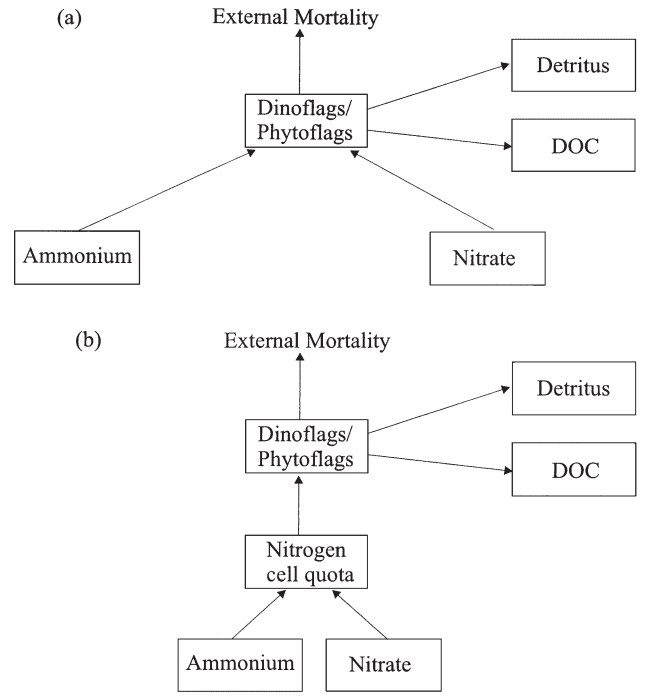 (a)
External Mortality
Detritus
Dinoflags/
Phytoflags
DOC
Ammonium
Nitrate
(b)
External Mortality
Detritus
Dinoflags/
Phytoflags
DOC
Nitrogen
cell quota
Ammonium
Nitrate